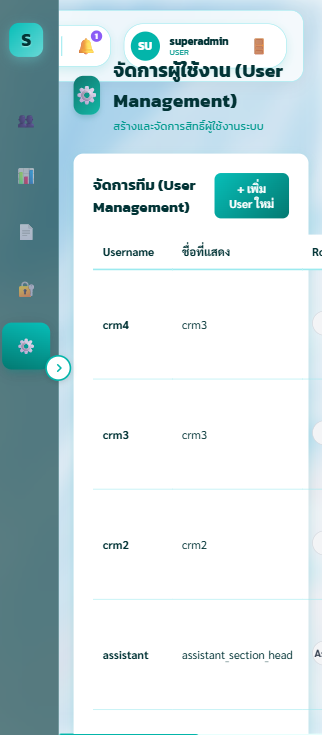 S
1
SU
superadmin
USER
จัดการผู้ใช้งาน (User
Management)
สร้างและจัดการสิทธิ์ผู้ใช้งานระบบ
จัดการทีม (User
Management)
+ เพิ่ม
User ใหม่
Username ชื่อที่แสดง
crm4 crm3
crm3 crm3
crm2 crm2
assistant assistant_section_head